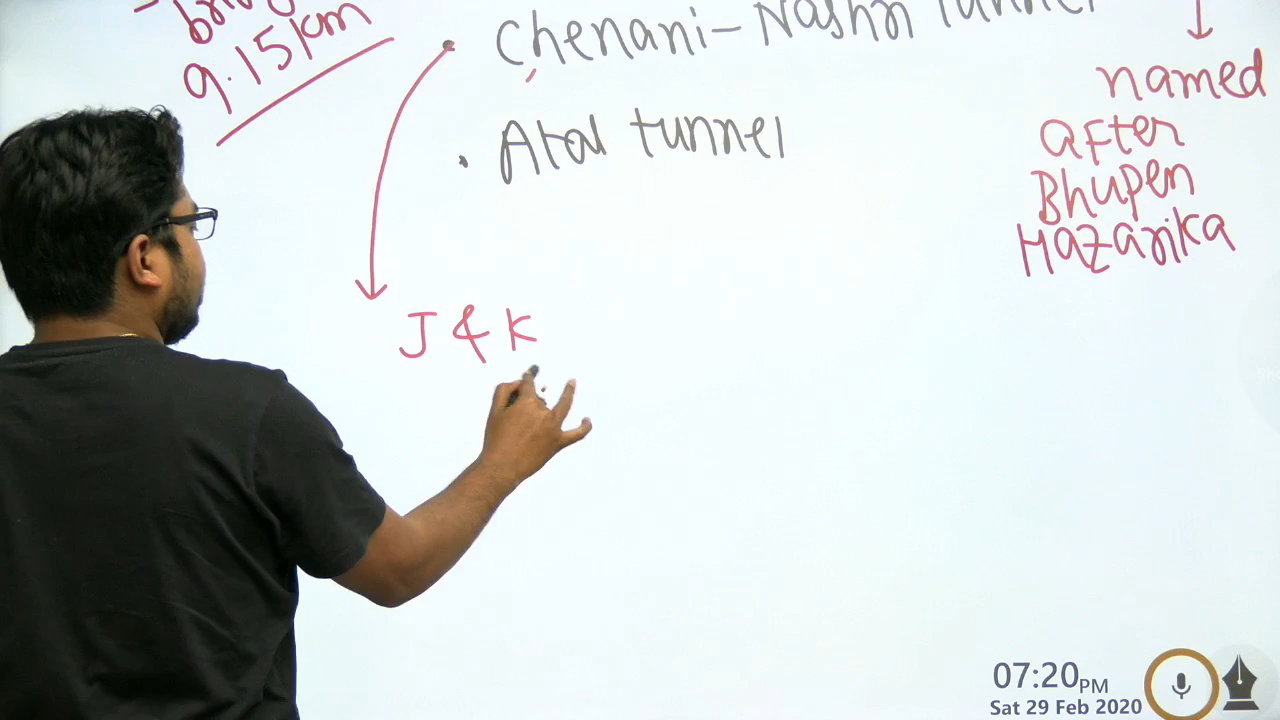 9.15 km
• Chenani-Nashri Tunnel
named
• Atal tunnel
after
Bhupen
Hazarika
J & K
07:20 PM
Sat 29 Feb 2020